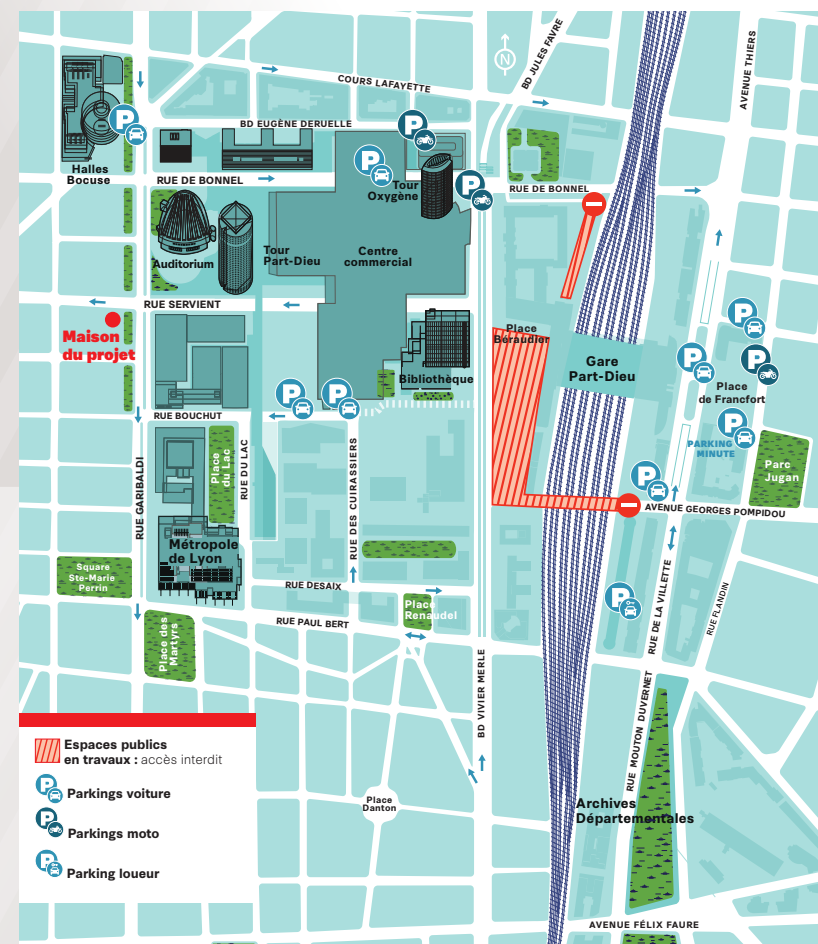 N
BD JULES FAVRE
AVENUE THIERS
COURS LAFAYETTE
BD EUGÈNE DERUELLE
P
P
P
P
Halles
Bocuse
RUE DE BONNEL
Tour
Oxygène
RUE DE BONNEL
Auditorium
Tour
Part-Dieu
Centre
commercial
RUE SERVIENT
Maison
du projet
Place
Béraudier
Gare
Part-Dieu
P
P
P
Place
de Francfort
Bibliothèque
P
P
RUE BOUCHUT
P
PARKING
MINUTE
Place
du Lac
RUE DU LAC
RUE DES CUIRASSIERS
RUE GARIBALDI
Parc
Jugan
P
AVENUE GEORGES POMPIDOU
Métropole
de Lyon
Square
Ste-Marie
Perrin
RUE DESAIX
P
Place
Renaudel
RUE DE LA VILLETTE
RUE FLANDIN
RUE PAUL BERT
Place des
Martyrs
BD VIVIER MERLE
RUE MOUTON DUVERNET
Espaces publics
en travaux : accès interdit
P
Parkings voiture
P
Parkings moto
P
Parking loueur
Place
Danton
Archives
Départementales
AVENUE FÉLIX FAURE